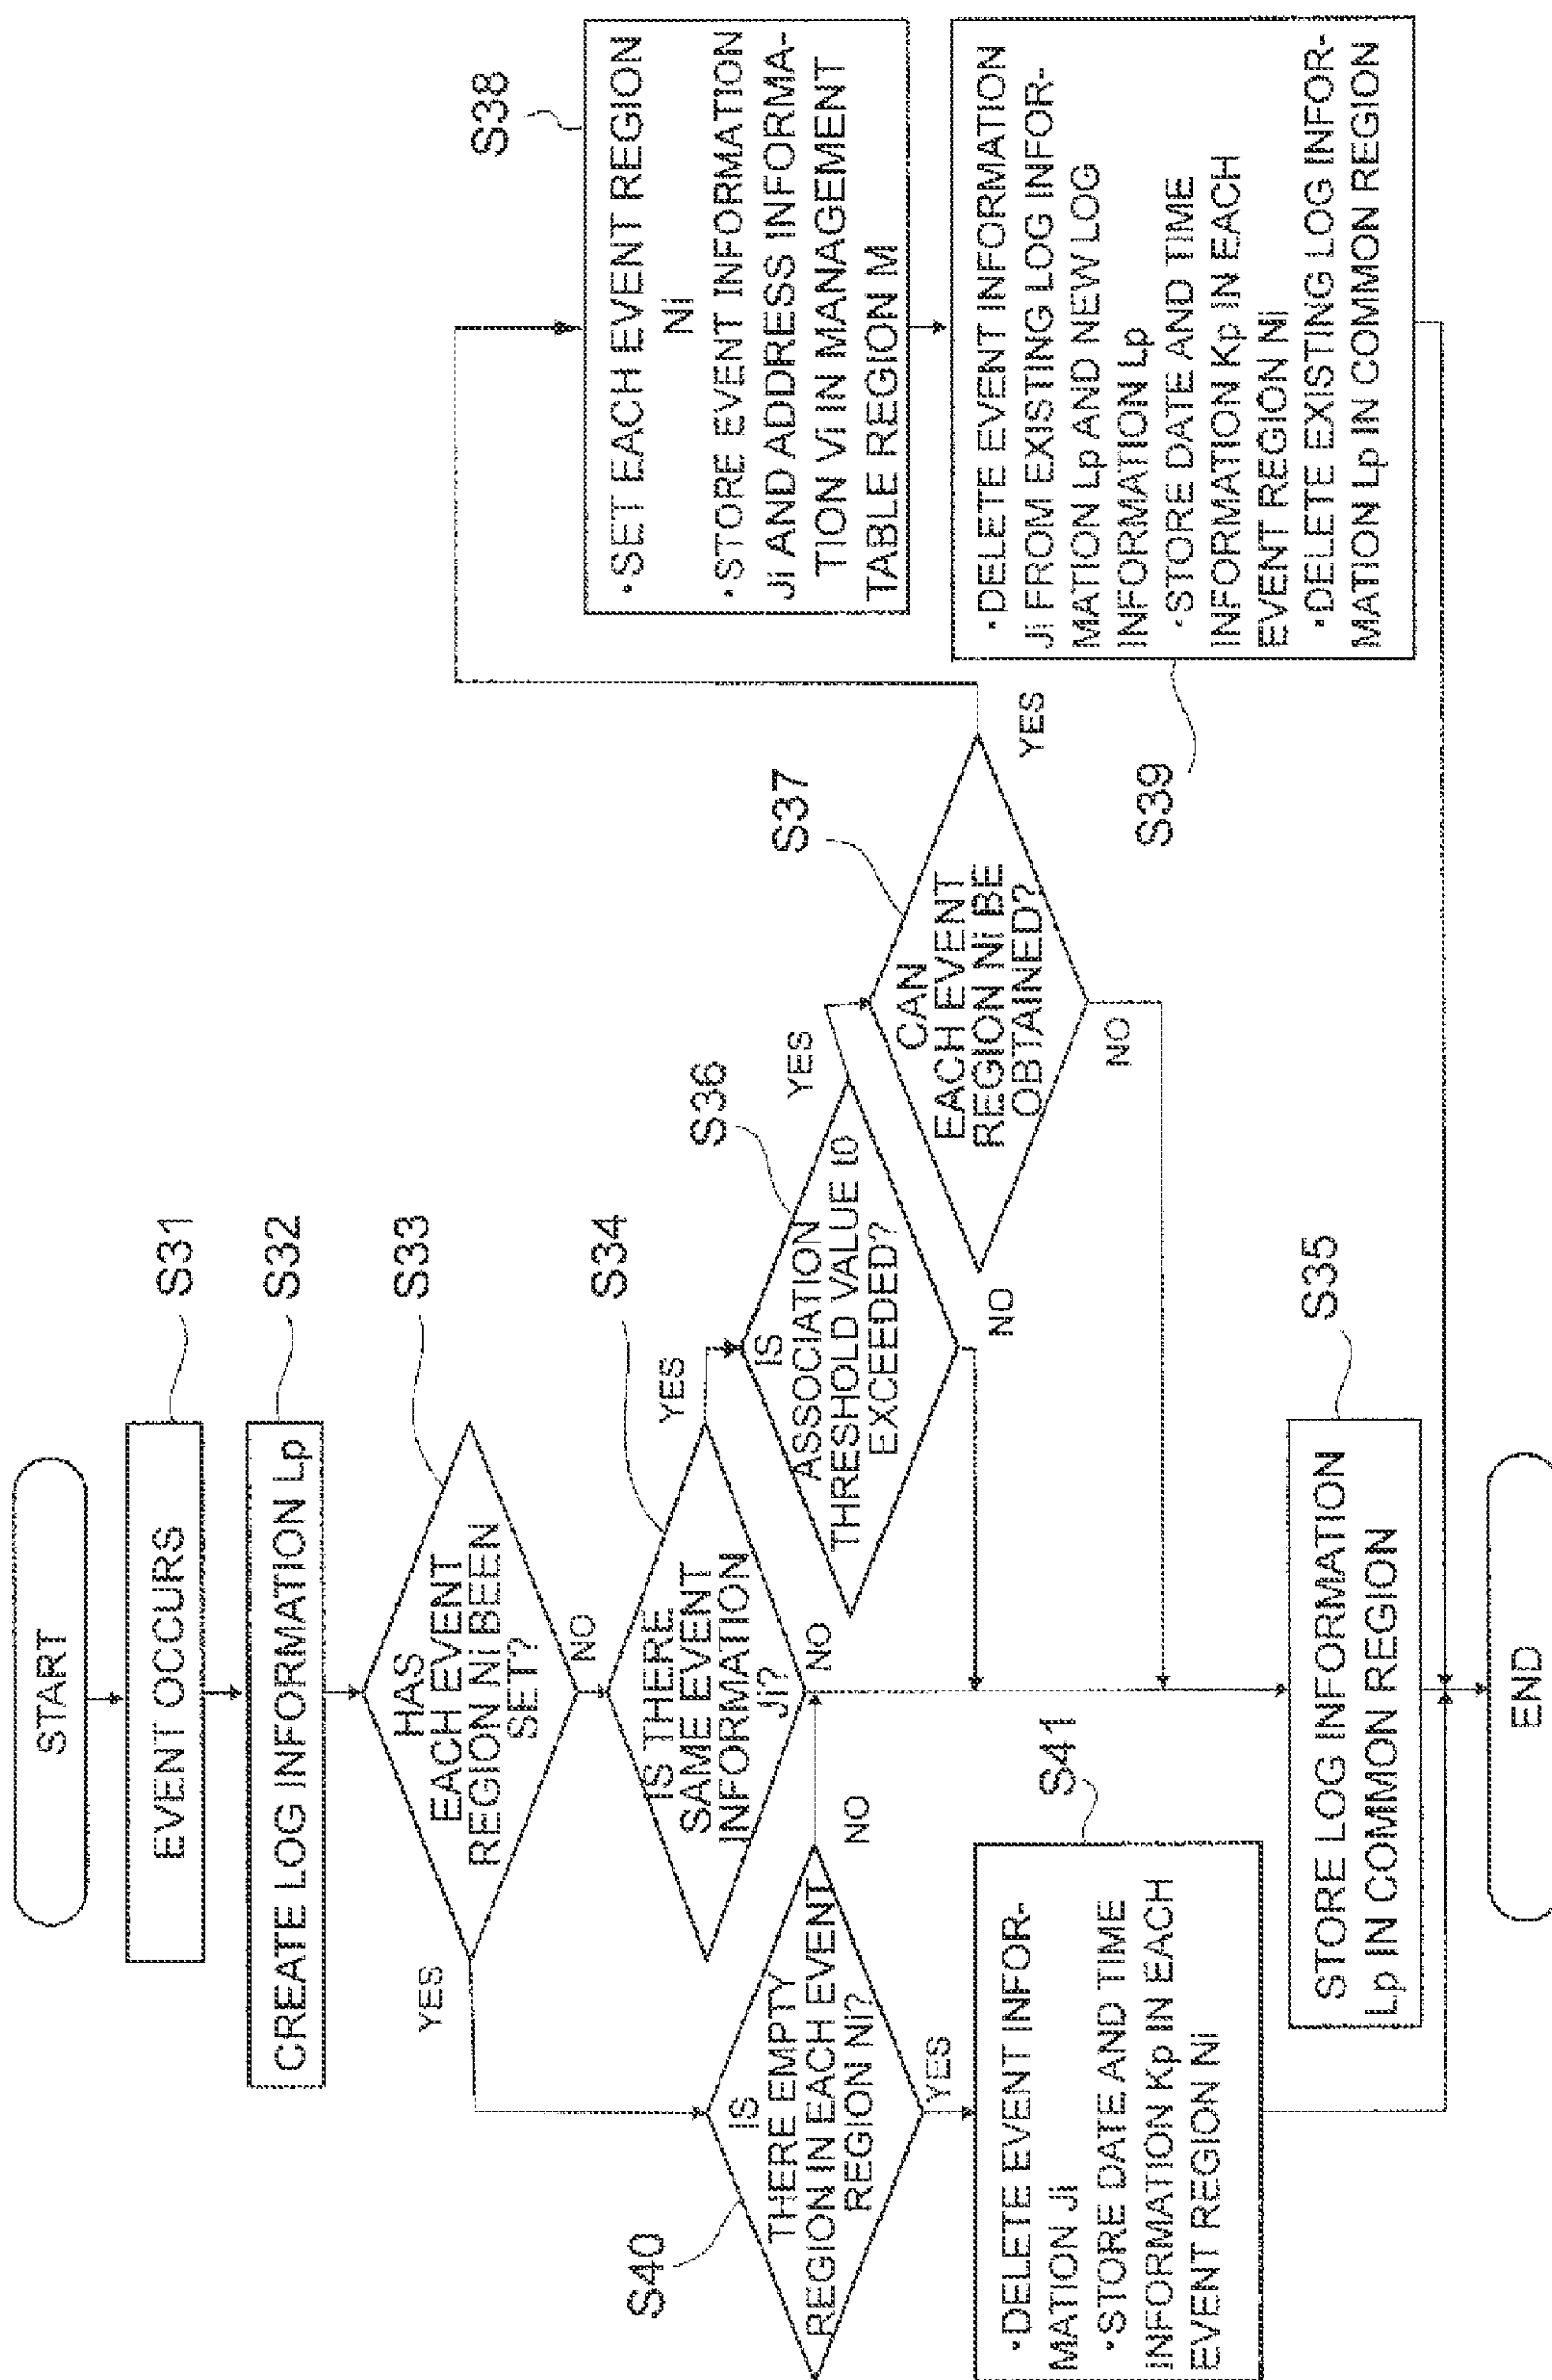 START
EVENT OCCURS
S31
CREATE LOG INFORMATION Lp
S32
HAS
EACH EVENT
REGION Ni BEEN
SET?
S33
YES
NO
IS THERE
SAME EVENT
INFORMATION
Ji?
S34
YES
NO
IS
ASSOCIATION
THRESHOLD VALUE t0
EXCEEDED?
S36
YES
NO
CAN
EACH EVENT
REGION Ni BE
OBTAINED?
S37
YES
NO
S38
•SET EACH EVENT REGION
Ni
•STORE EVENT INFORMATION
Ji AND ADDRESS INFORMA-
TION Vi IN MANAGEMENT
TABLE REGION M
S39
•DELETE EVENT INFORMATION
Ji FROM EXISTING LOG INFOR-
MATION Lp AND NEW LOG
INFORMATION Lp
•STORE DATE AND TIME
INFORMATION Kp IN EACH
EVENT REGION Ni
•DELETE EXISTING LOG INFOR-
MATION Lp IN COMMON REGION
S40
IS
THERE EMPTY
REGION IN EACH EVENT
REGION Ni?
NO
YES
S41
•DELETE EVENT INFOR-
MATION Ji
•STORE DATE AND TIME
INFORMATION Kp IN EACH
EVENT REGION Ni
S35
STORE LOG INFORMATION
Lp IN COMMON REGION
END